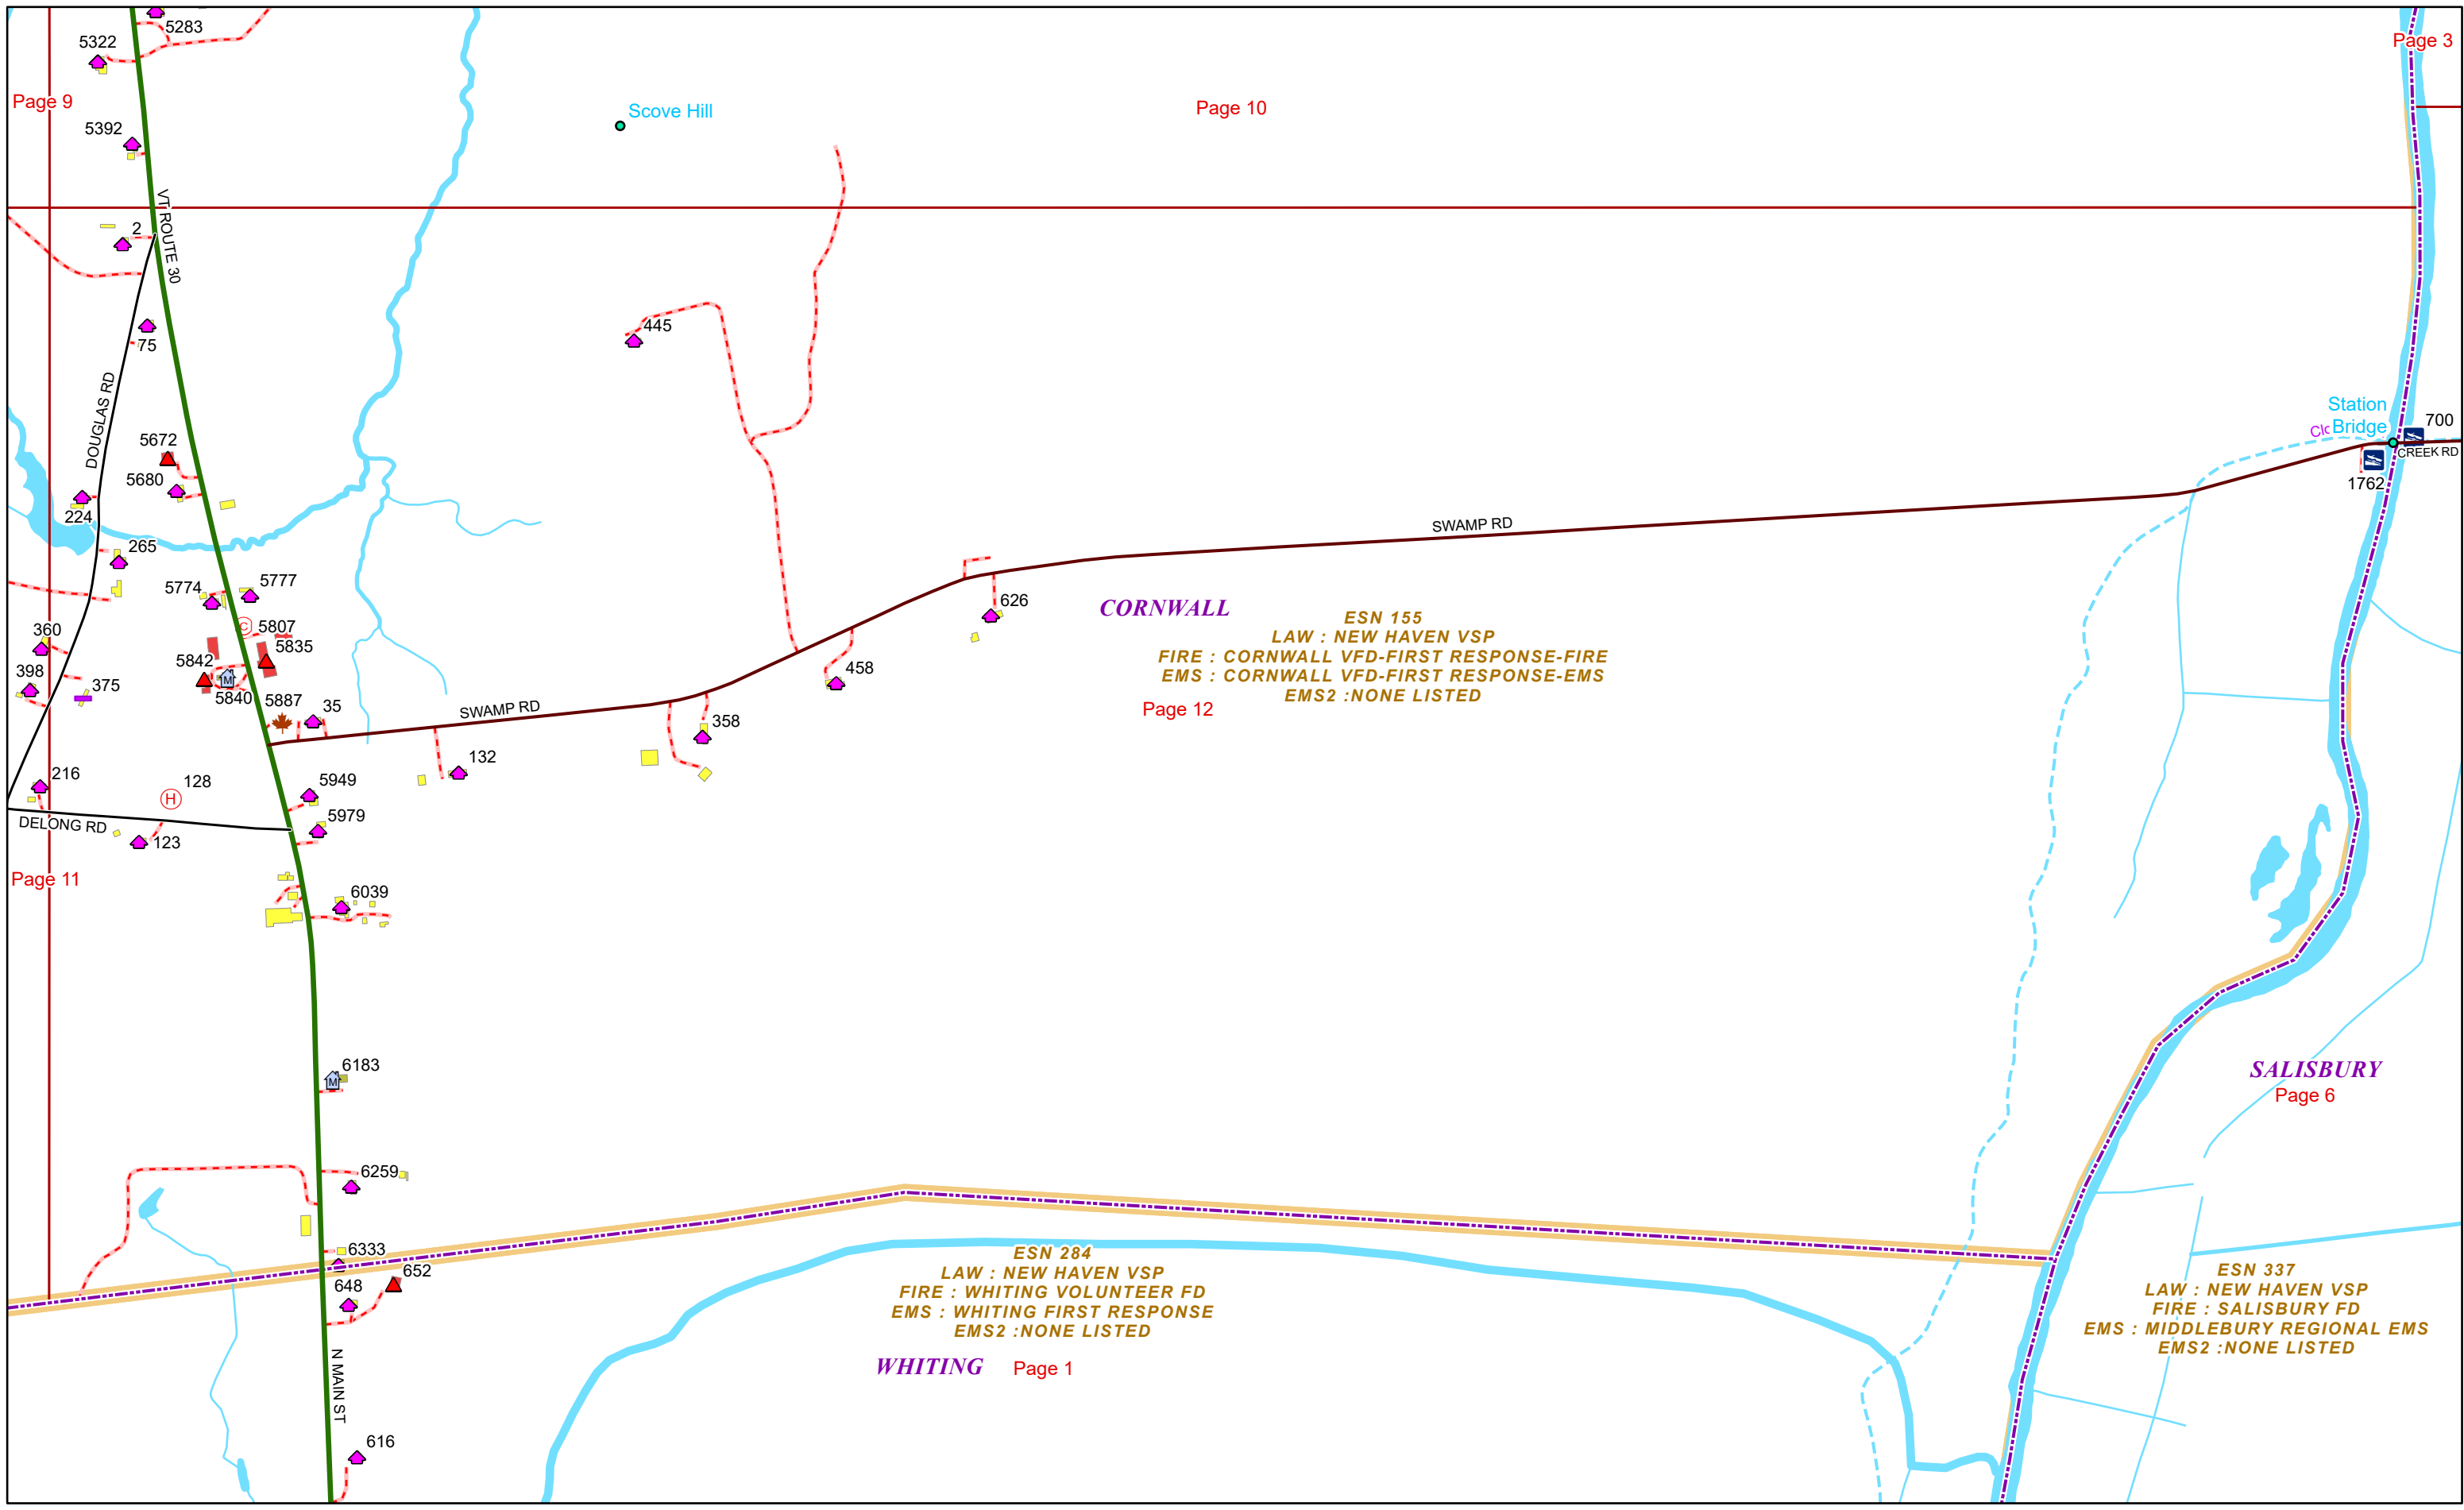 5283
5322
Page 3
Page 9
Scove Hill
Page 10
5392
VT ROUTE 30
2
445
75
DOUGLAS RD
Station
Bridge
700
5672
CREEK RD
5680
1762
224
SWAMP RD
265
5774
5777
626
CORNWALL
ESN 155
LAW : NEW HAVEN VSP
FIRE : CORNWALL VFD-FIRST RESPONSE-FIRE
EMS : CORNWALL VFD-FIRST RESPONSE-EMS
EMS2 :NONE LISTED
Page 12
C
5807
360
5835
5842
M
398
375
5840
5887
35
SWAMP RD
458
358
132
216
H
128
5949
5979
DELONG RD
123
Page 11
6039
M
6183
SALISBURY
Page 6
6259
6333
652
648
ESN 284
LAW : NEW HAVEN VSP
FIRE : WHITING VOLUNTEER FD
EMS : WHITING FIRST RESPONSE
EMS2 :NONE LISTED
WHITING
Page 1
ESN 337
LAW : NEW HAVEN VSP
FIRE : SALISBURY FD
EMS : MIDDLEBURY REGIONAL EMS
EMS2 :NONE LISTED
N MAIN ST
616